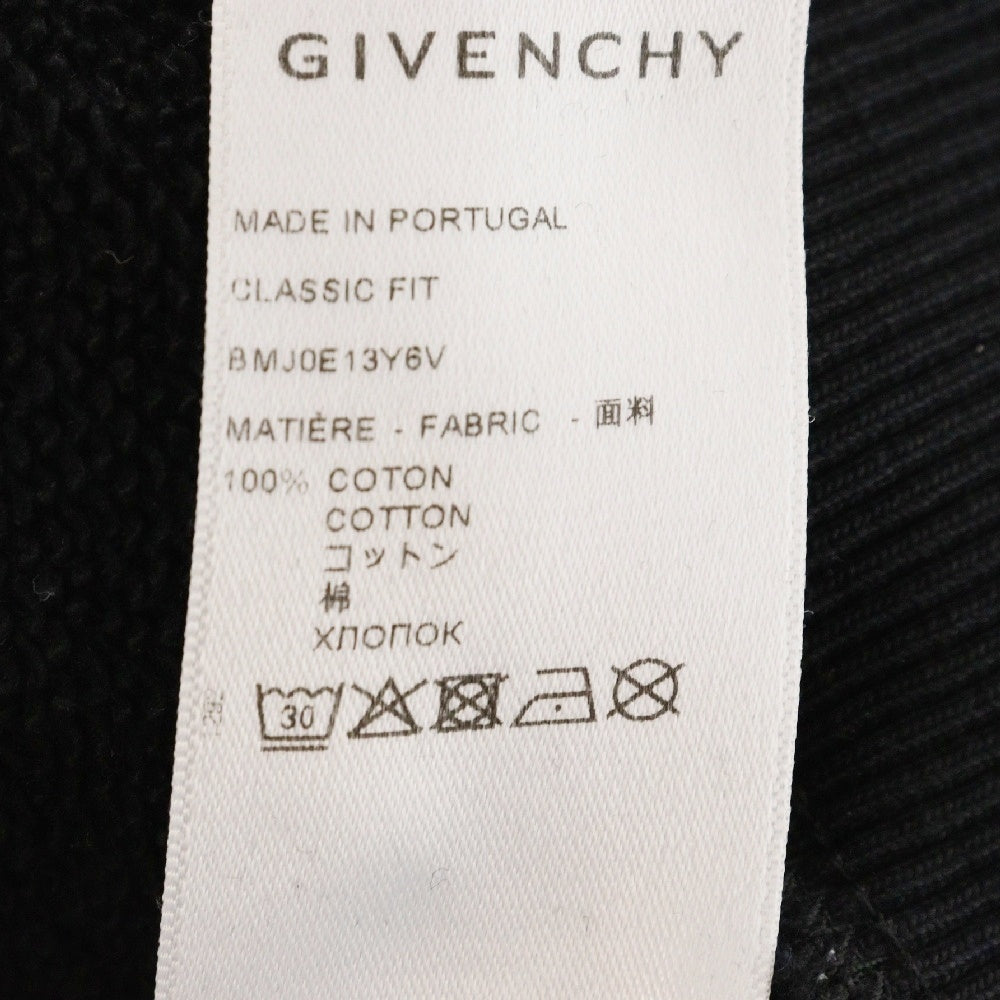 GIVENCHY
MADE IN PORTUGAL
CLASSIC FIT
BMJ0E13Y6V
MATIÈRE - FABRIC - 面料
100% COTON
COTTON
コットン
棉
ХЛОПОК
30